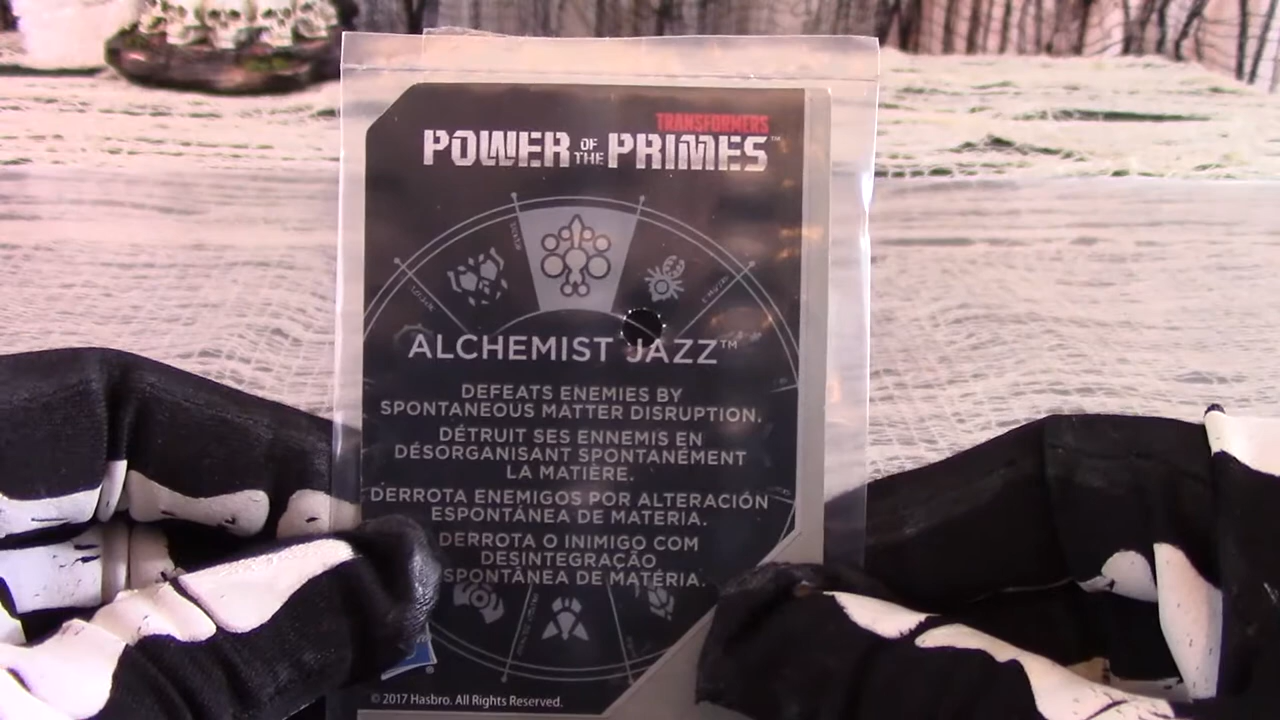 TRANSFORMERS
POWER OF THE PRIMES™
ALCHEMIST JAZZ™
DEFEATS ENEMIES BY
SPONTANEOUS MATTER DISRUPTION.
DÉTRUIT SES ENNEMIS EN
DÉSORGANISANT SPONTANÉMENT
LA MATIÈRE.
DERROTA ENEMIGOS POR ALTERACIÓN
ESPONTÁNEA DE MATERIA.
DERROTA O INIMIGO COM
DESINTEGRAÇÃO
ESPONTÂNEA DE MATÉRIA.
© 2017 Hasbro. All Rights Reserved.